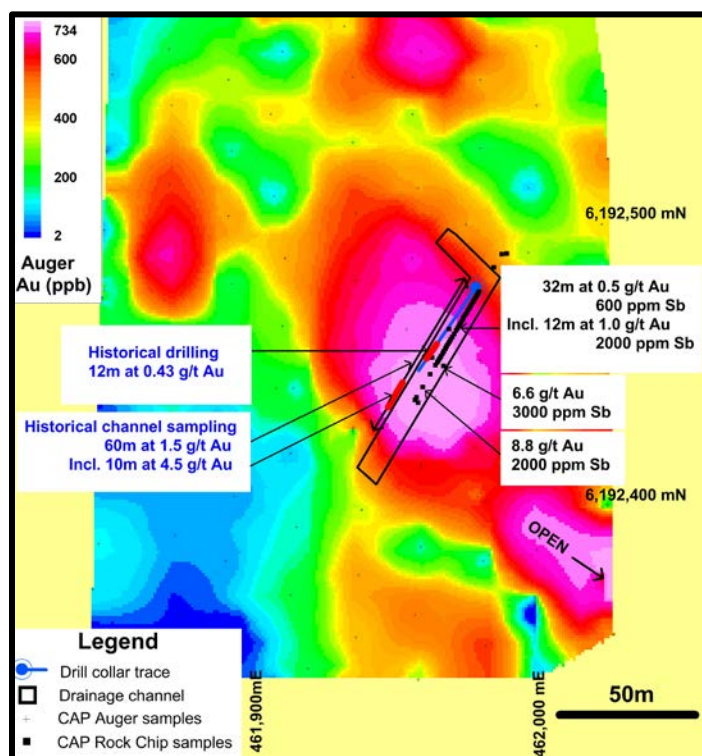 734
600
400
200
2
Auger
Au (ppb)
6,192,500 mN
32m at 0.5 g/t Au
600 ppm Sb
Incl. 12m at 1.0 g/t Au
2000 ppm Sb
Historical drilling
12m at 0.43 g/t Au
6.6 g/t Au
3000 ppm Sb
Historical channel sampling
60m at 1.5 g/t Au
Incl. 10m at 4.5 g/t Au
8.8 g/t Au
2000 ppm Sb
6,192,400 mN
OPEN
Legend
Drill collar trace
Drainage channel
CAP Auger samples
CAP Rock Chip samples
461,900mE
462,000 mE
50m